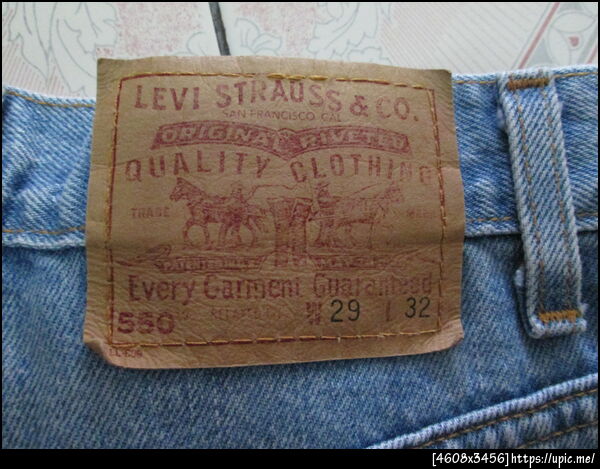 LEVI STRAUSS & CO.
SAN FRANCISCO, CAL.
ORIGINAL RIVETED
QUALITY CLOTHING
TRADE MARK
Every Garment Guaranteed
550 W 29 L 32
[4608x3456]https://upic.me/